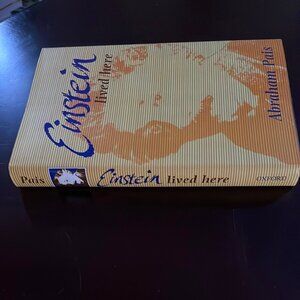 Einstein
lived here
Abraham Pais
Pais
Einstein lived here
OXFORD